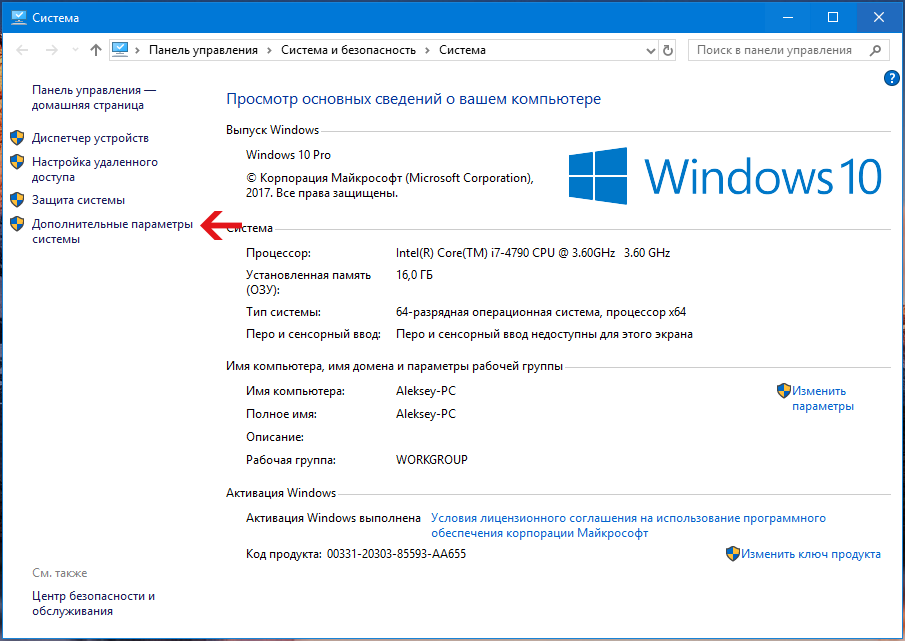 Система
Панель управления › Система и безопасность › Система
Поиск в панели управления
Панель управления —
домашняя страница
Диспетчер устройств
Настройка удаленного
доступа
Защита системы
Дополнительные параметры
системы
См. также
Центр безопасности и
обслуживания
?
Просмотр основных сведений о вашем компьютере
Выпуск Windows
Windows 10 Pro
© Корпорация Майкрософт (Microsoft Corporation),
2017. Все права защищены.
Windows 10
Система
Процессор: Intel(R) Core(TM) i7-4790 CPU @ 3.60GHz 3.60 GHz
Установленная память 16,0 ГБ
(ОЗУ):
Тип системы: 64-разрядная операционная система, процессор x64
Перо и сенсорный ввод: Перо и сенсорный ввод недоступны для этого экрана
Имя компьютера, имя домена и параметры рабочей группы
Имя компьютера: Aleksey-PC
Изменить
параметры
Полное имя: Aleksey-PC
Описание:
Рабочая группа: WORKGROUP
Активация Windows
Активация Windows выполнена Условия лицензионного соглашения на использование программного
обеспечения корпорации Майкрософт
Код продукта: 00331-20303-85593-AA655 Изменить ключ продукта